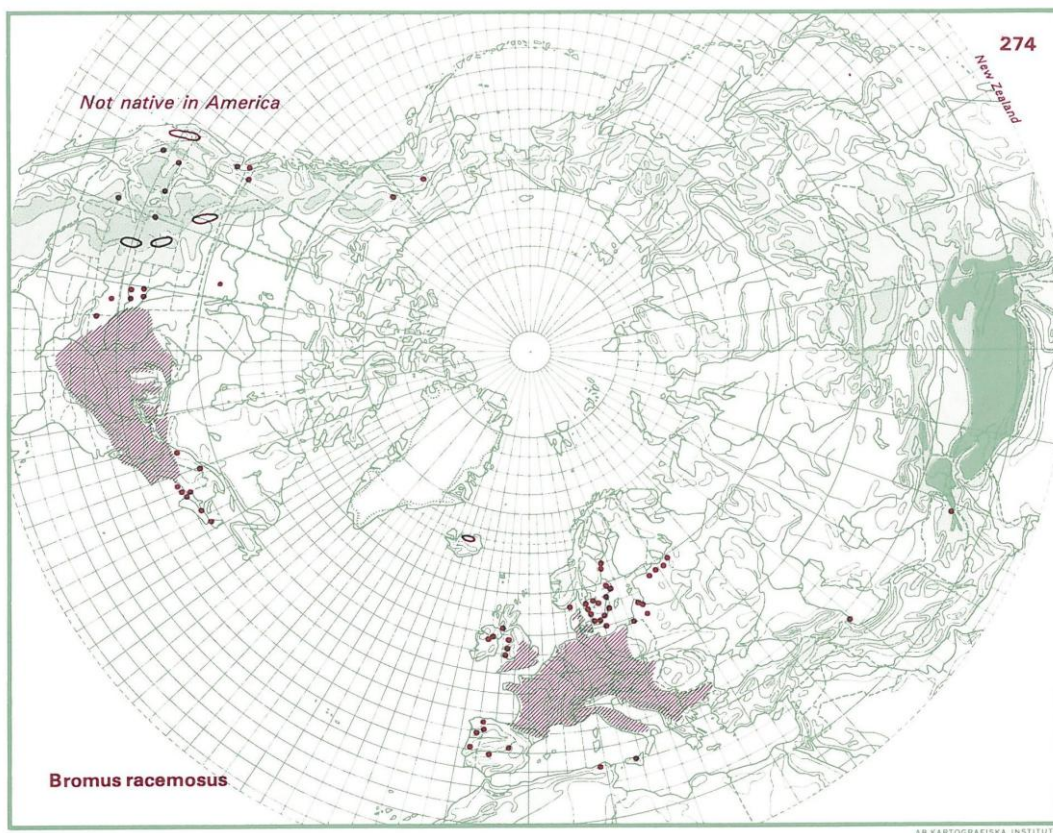 274
New Zealand
Not native in America
Bromus racemosus
AB KARTOGRAFISKA INSTITUT